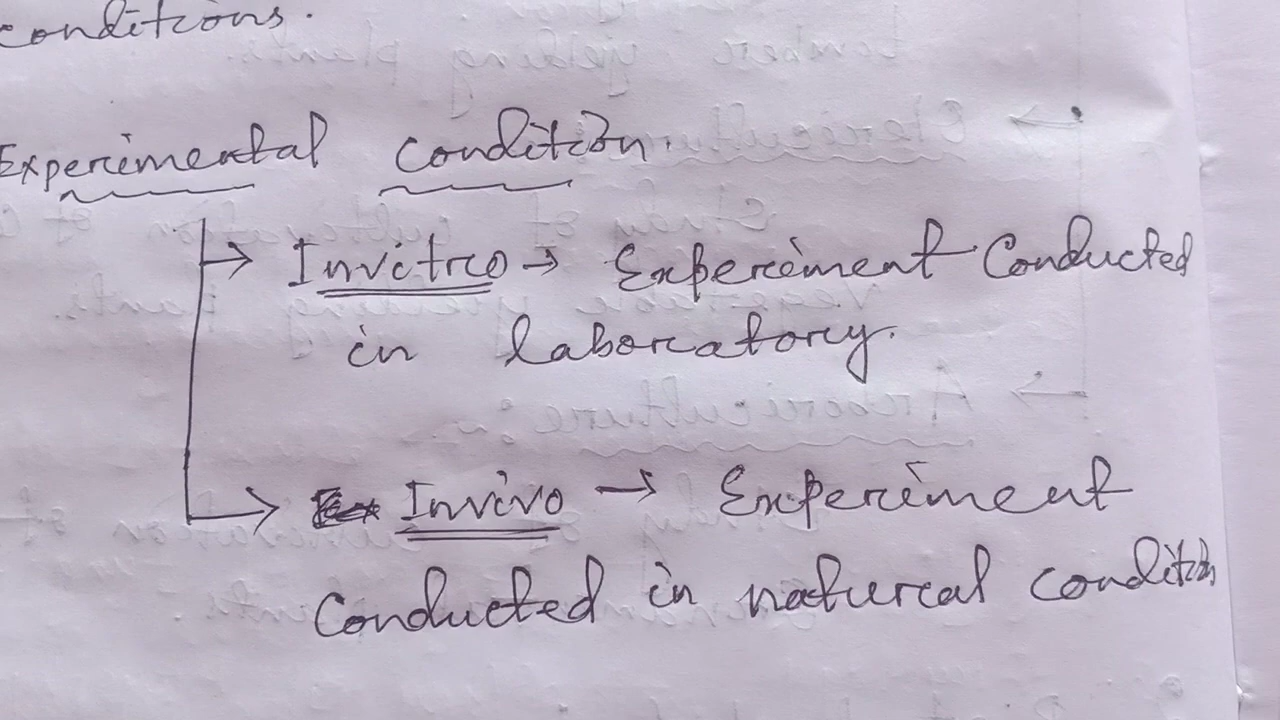 conditions.
Experimental condition.
→ Invitro → Experiment Conducted
in laboratory.
→ Invivo → Experiment
Conducted in natural condition